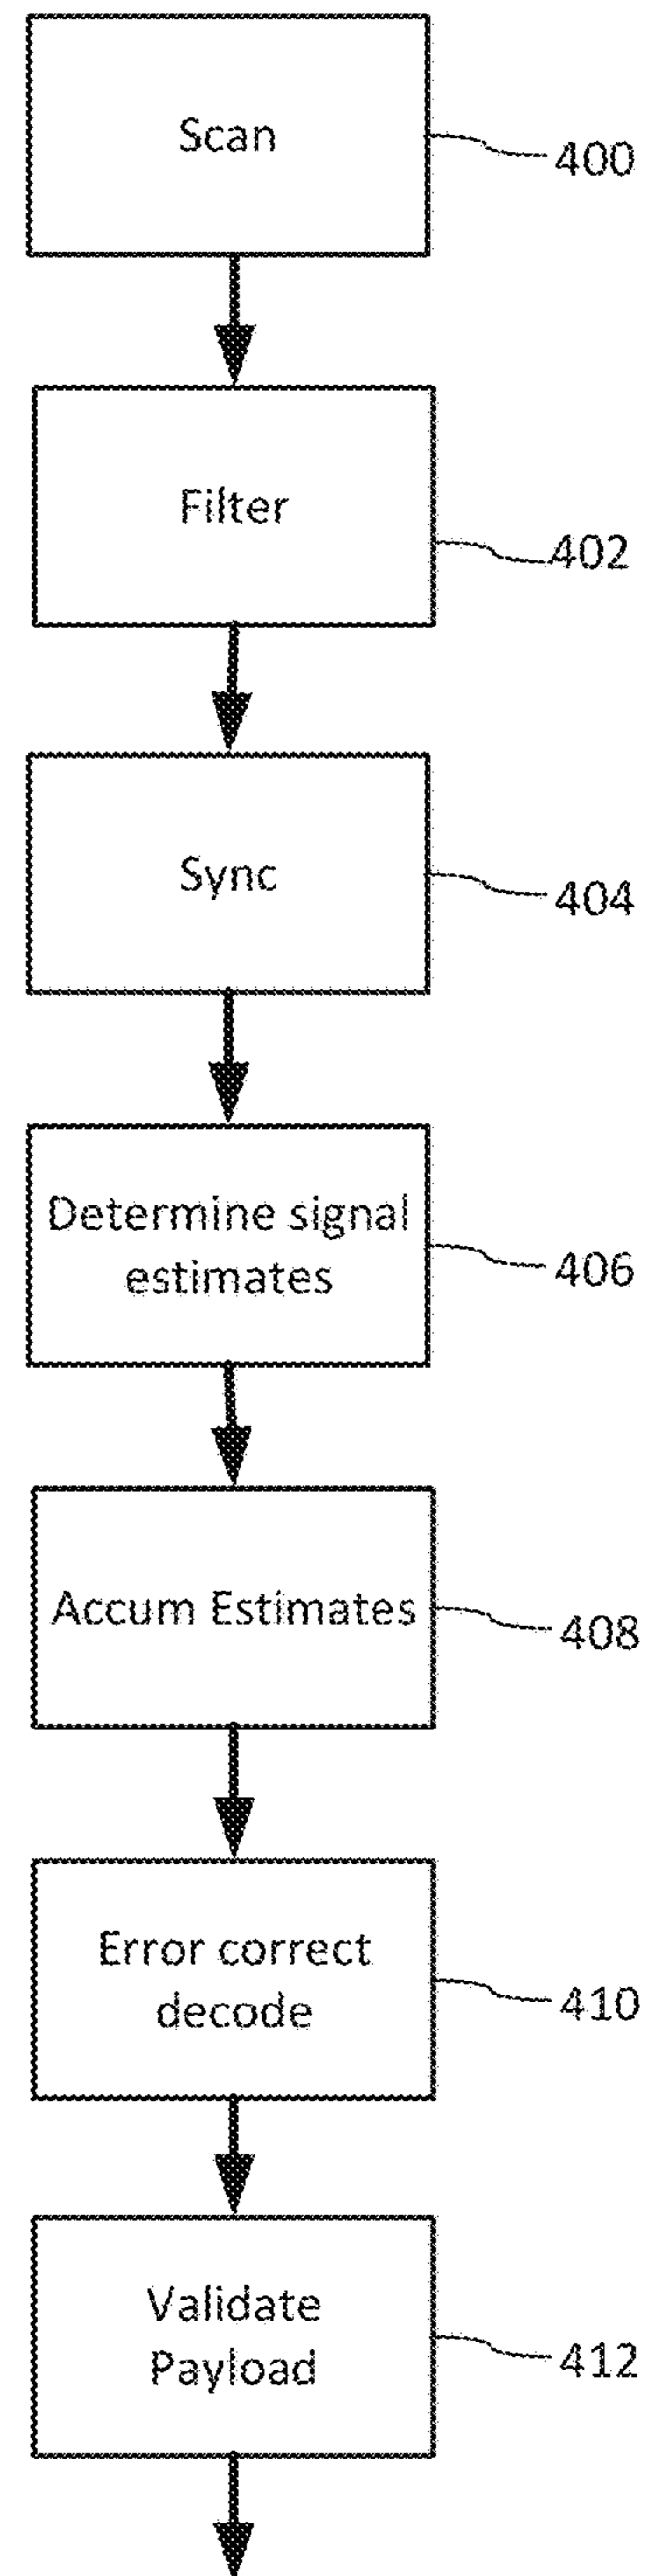 Scan
400
Filter
402
Sync
404
Determine signal
estimates
406
Accum Estimates
408
Error correct
decode
410
Validate
Payload
412